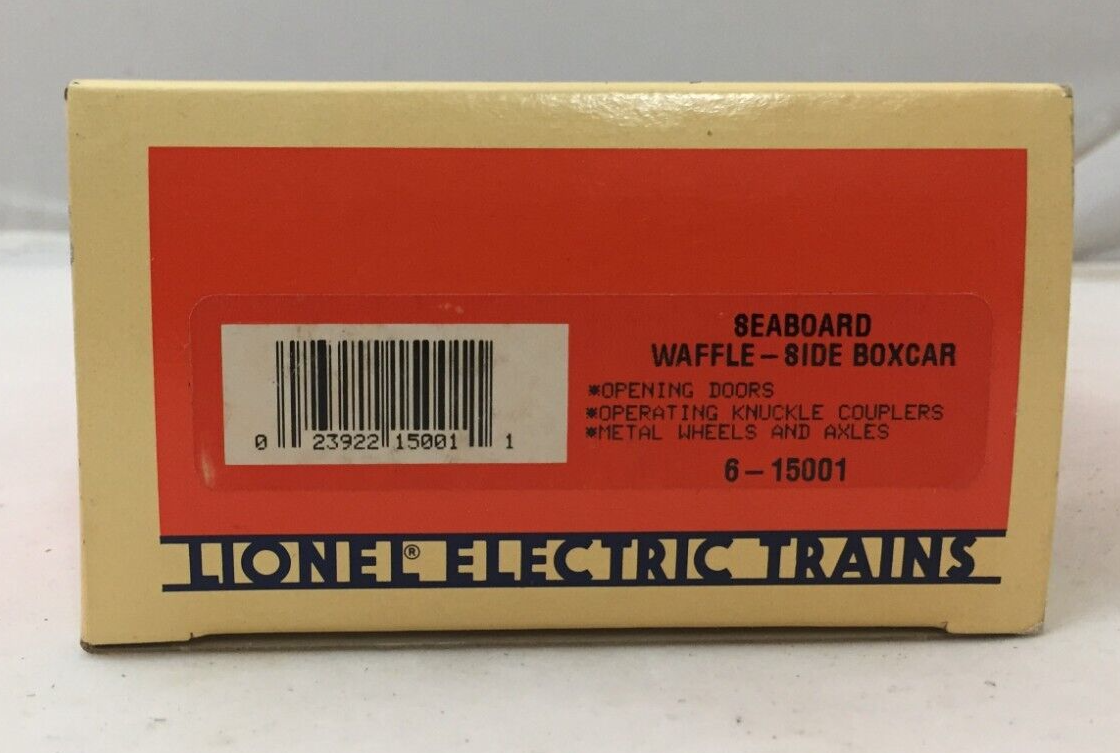 SEABOARD
WAFFLE-SIDE BOXCAR
*OPENING DOORS
*OPERATING KNUCKLE COUPLERS
*METAL WHEELS AND AXLES
6-15001
0 23922 15001 1
LIONEL® ELECTRIC TRAINS